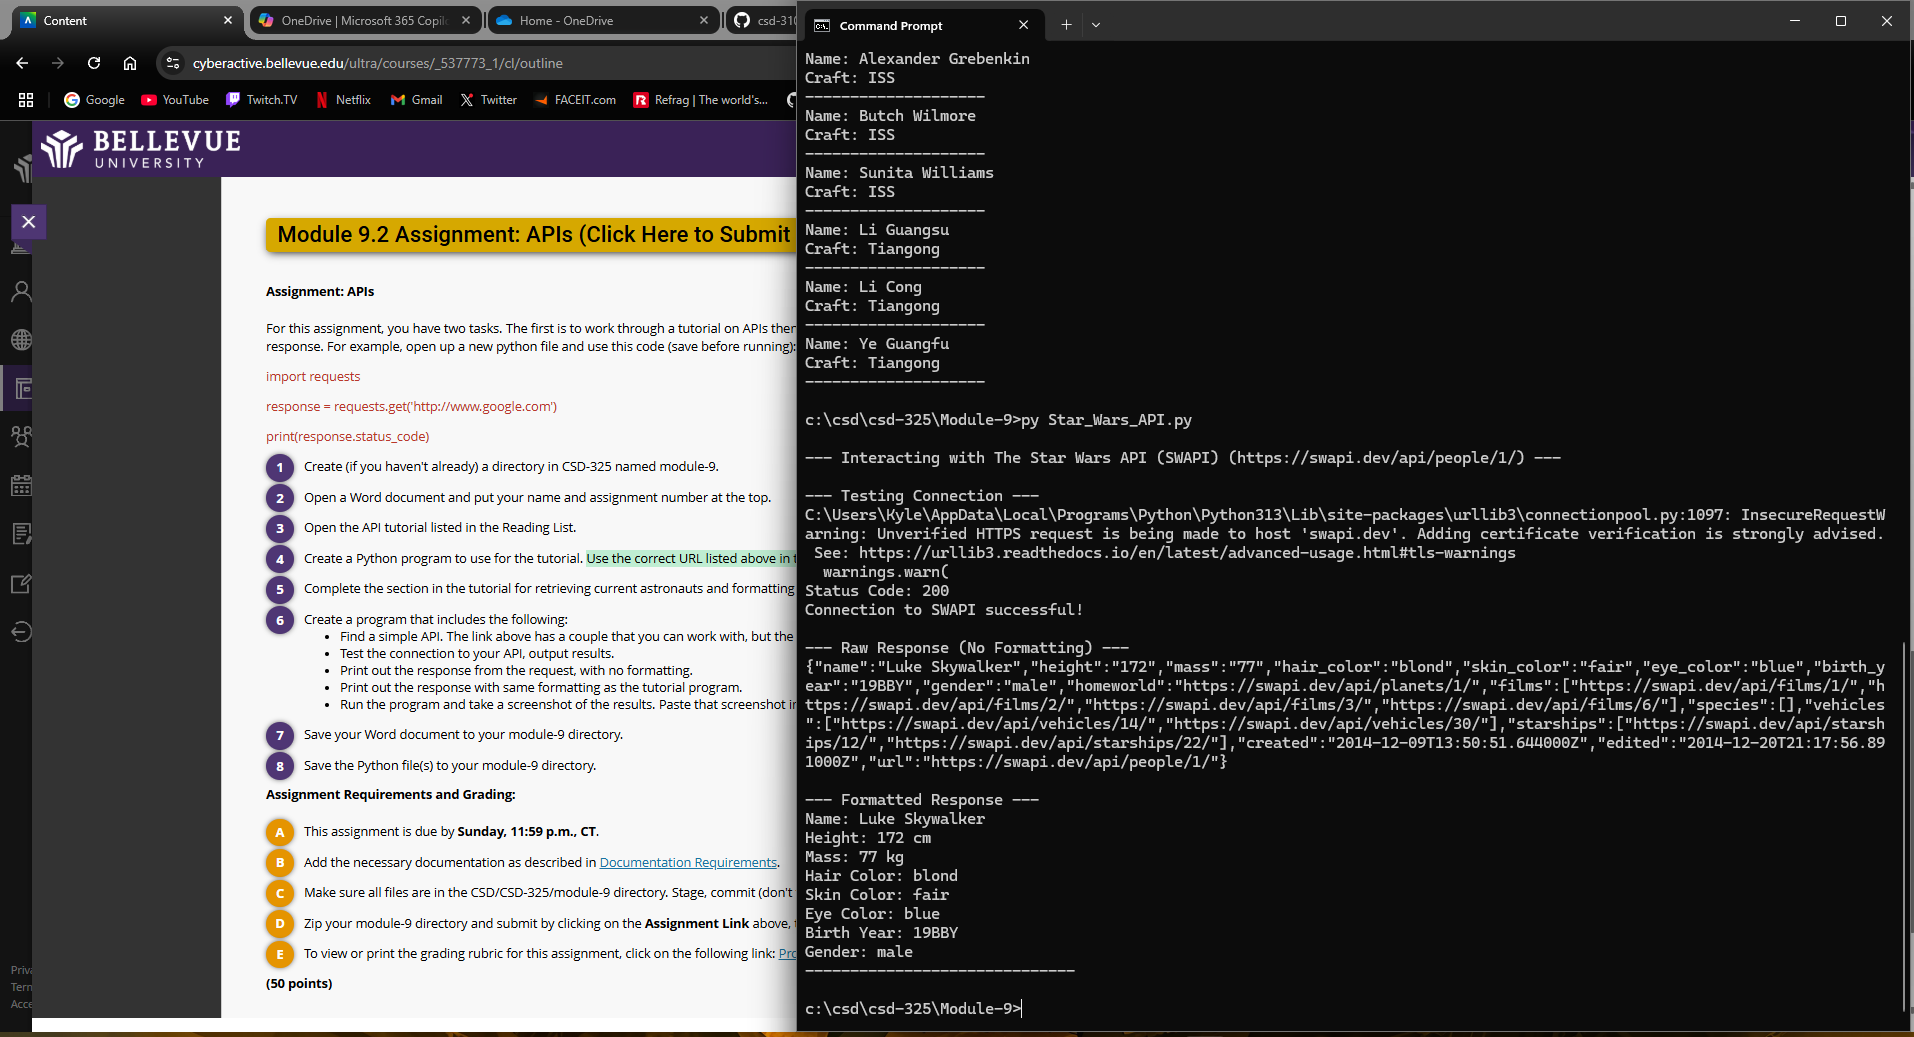 Content
OneDrive | Microsoft 365 Copil
Home - OneDrive
csd-310
cyberactive.bellevue.edu/ultra/courses/_537773_1/cl/outline
Google
YouTube
Twitch.TV
Netflix
Gmail
Twitter
FACEIT.com
Refrag | The world's...
BELLEVUE
UNIVERSITY
Module 9.2 Assignment: APIs (Click Here to Submit
Assignment: APIs
For this assignment, you have two tasks. The first is to work through a tutorial on APIs then
response. For example, open up a new python file and use this code (save before running):
import requests
response = requests.get('http://www.google.com')
print(response.status_code)
1 Create (if you haven't already) a directory in CSD-325 named module-9.
2 Open a Word document and put your name and assignment number at the top.
3 Open the API tutorial listed in the Reading List.
4 Create a Python program to use for the tutorial. Use the correct URL listed above in t
5 Complete the section in the tutorial for retrieving current astronauts and formatting
6 Create a program that includes the following:
• Find a simple API. The link above has a couple that you can work with, but the
• Test the connection to your API, output results.
• Print out the response from the request, with no formatting.
• Print out the response with same formatting as the tutorial program.
• Run the program and take a screenshot of the results. Paste that screenshot in
7 Save your Word document to your module-9 directory.
8 Save the Python file(s) to your module-9 directory.
Assignment Requirements and Grading:
A This assignment is due by Sunday, 11:59 p.m., CT.
B Add the necessary documentation as described in Documentation Requirements.
C Make sure all files are in the CSD/CSD-325/module-9 directory. Stage, commit (don't
D Zip your module-9 directory and submit by clicking on the Assignment Link above,
E To view or print the grading rubric for this assignment, click on the following link: Pro
(50 points)
Priva
Term
Acce
Command Prompt
Name: Alexander Grebenkin
Craft: ISS
--------------------
Name: Butch Wilmore
Craft: ISS
--------------------
Name: Sunita Williams
Craft: ISS
--------------------
Name: Li Guangsu
Craft: Tiangong
--------------------
Name: Li Cong
Craft: Tiangong
--------------------
Name: Ye Guangfu
Craft: Tiangong
--------------------
c:\csd\csd-325\Module-9>py Star_Wars_API.py
--- Interacting with The Star Wars API (SWAPI) (https://swapi.dev/api/people/1/) ---
--- Testing Connection ---
C:\Users\Kyle\AppData\Local\Programs\Python\Python313\Lib\site-packages\urllib3\connectionpool.py:1097: InsecureRequestW
arning: Unverified HTTPS request is being made to host 'swapi.dev'. Adding certificate verification is strongly advised.
See: https://urllib3.readthedocs.io/en/latest/advanced-usage.html#tls-warnings
warnings.warn(
Status Code: 200
Connection to SWAPI successful!
--- Raw Response (No Formatting) ---
{"name":"Luke Skywalker","height":"172","mass":"77","hair_color":"blond","skin_color":"fair","eye_color":"blue","birth_y
ear":"19BBY","gender":"male","homeworld":"https://swapi.dev/api/planets/1/","films":["https://swapi.dev/api/films/1/","h
ttps://swapi.dev/api/films/2/","https://swapi.dev/api/films/3/","https://swapi.dev/api/films/6/"],"species":[],"vehicles
":["https://swapi.dev/api/vehicles/14/","https://swapi.dev/api/vehicles/30/"],"starships":["https://swapi.dev/api/starsh
ips/12/","https://swapi.dev/api/starships/22/"],"created":"2014-12-09T13:50:51.644000Z","edited":"2014-12-20T21:17:56.89
1000Z","url":"https://swapi.dev/api/people/1/"}
--- Formatted Response ---
Name: Luke Skywalker
Height: 172 cm
Mass: 77 kg
Hair Color: blond
Skin Color: fair
Eye Color: blue
Birth Year: 19BBY
Gender: male
------------------------------
c:\csd\csd-325\Module-9>